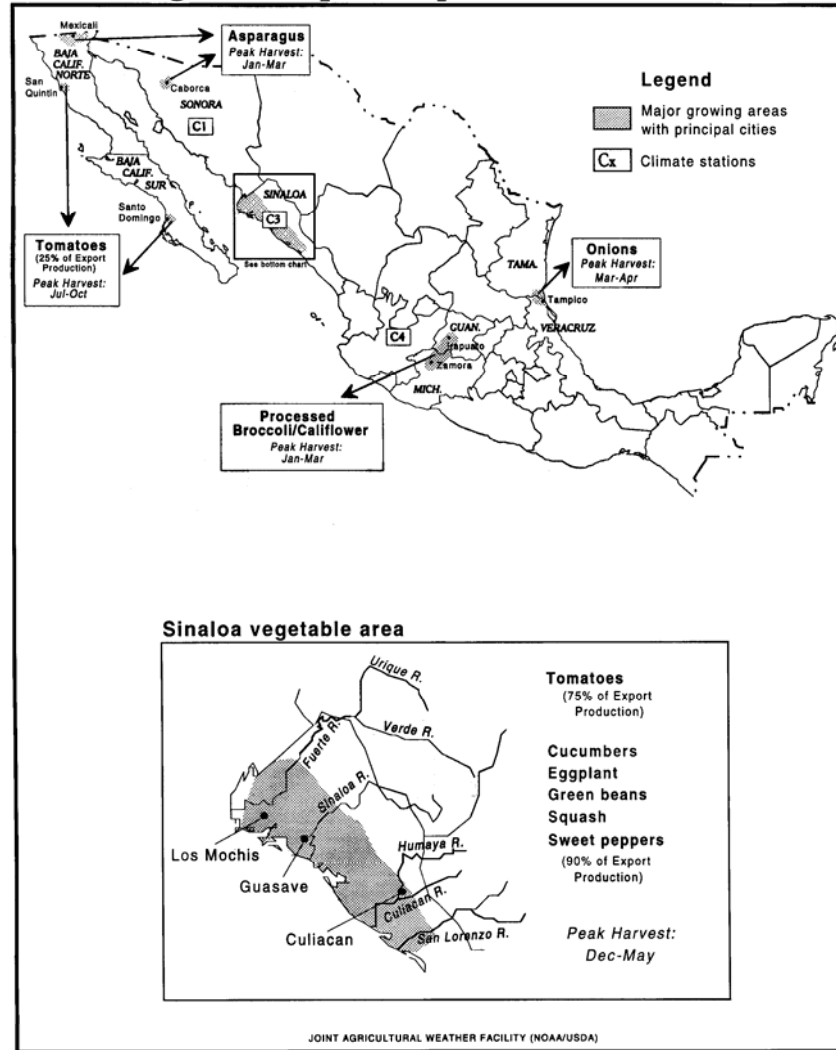 Mexicali
Asparagus
Peak Harvest:
Jan-Mar
BAJA
CALIF.
NORTE
San
Quintin
Caborca
SONORA
C1
Legend
Major growing areas
with principal cities
Cx Climate stations
BAJA
CALIF.
SUR
SINALOA
C3
See bottom chart
Santo
Domingo
Tomatoes
(25% of Export
Production)
Peak Harvest:
Jul-Oct
Onions
Peak Harvest:
Mar-Apr
TAMA.
Tampico
VERACRUZ
C4
GUAN.
Irapuato
Zamora
MICH.
Processed
Broccoli/Califlower
Peak Harvest:
Jan-Mar
Sinaloa vegetable area
Urique R.
Verde R.
Fuerte R.
Sinaloa R.
Los Mochis
Guasave
Humaya R.
Culiacan R.
Culiacan
San Lorenzo R.
Tomatoes
(75% of Export
Production)
Cucumbers
Eggplant
Green beans
Squash
Sweet peppers
(90% of Export
Production)
Peak Harvest:
Dec-May
JOINT AGRICULTURAL WEATHER FACILITY (NOAA/USDA)